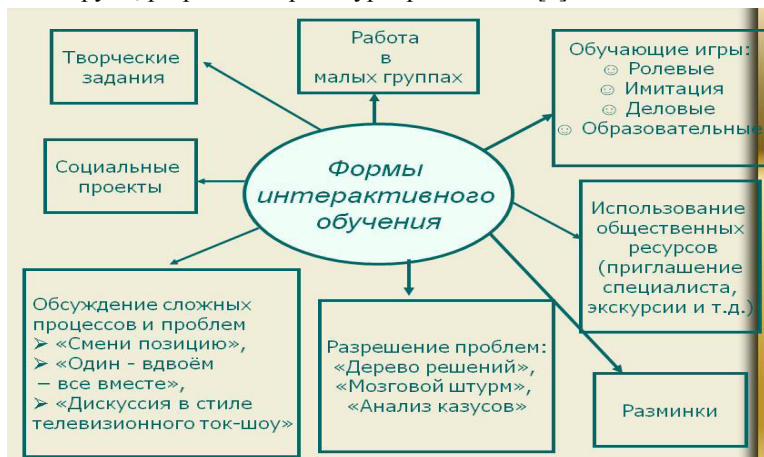 Творческие
задания
Работа
в
малых группах
Обучающие игры:
☺ Ролевые
☺ Имитация
☺ Деловые
☺ Образовательные
Социальные
проекты
Формы
интерактивного
обучения
Использование
общественных
ресурсов
(приглашение
специалиста,
экскурсии и т.д.)
Обсуждение сложных
процессов и проблем
➢ «Смени позицию»,
➢ «Один - вдвоём
– все вместе»,
➢ «Дискуссия в стиле
телевизионного ток-шоу»
Разрешение проблем:
«Дерево решений»,
«Мозговой штурм»,
«Анализ казусов»
Разминки